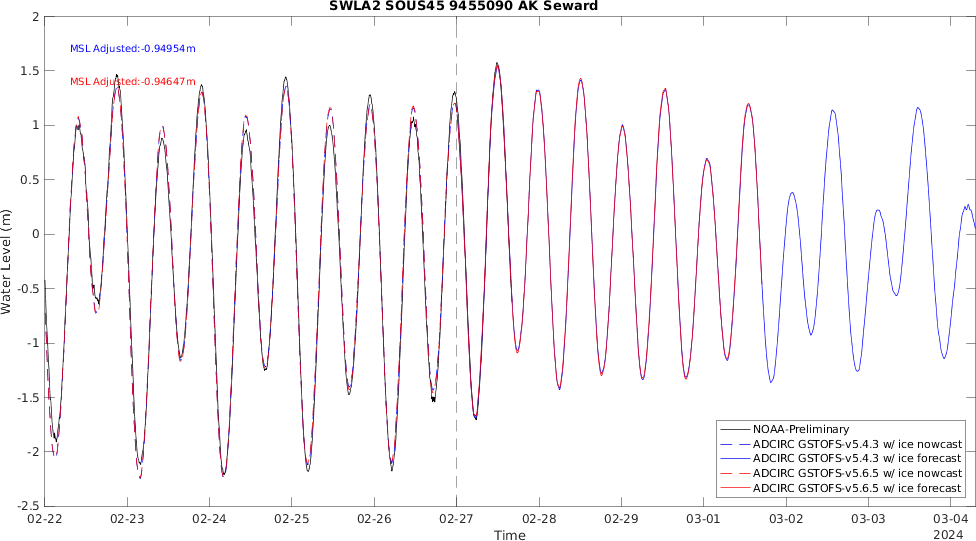 SWLA2 SOUS45 9455090 AK Seward
MSL Adjusted:-0.94954m
MSL Adjusted:-0.94647m
2
1.5
1
0.5
0
-0.5
-1
-1.5
-2
-2.5
Water Level (m)
NOAA-Preliminary
ADCIRC GSTOFS-v5.4.3 w/ ice nowcast
ADCIRC GSTOFS-v5.4.3 w/ ice forecast
ADCIRC GSTOFS-v5.6.5 w/ ice nowcast
ADCIRC GSTOFS-v5.6.5 w/ ice forecast
02-22 02-23 02-24 02-25 02-26 02-27 02-28 02-29 03-01 03-02 03-03 03-04
Time
2024